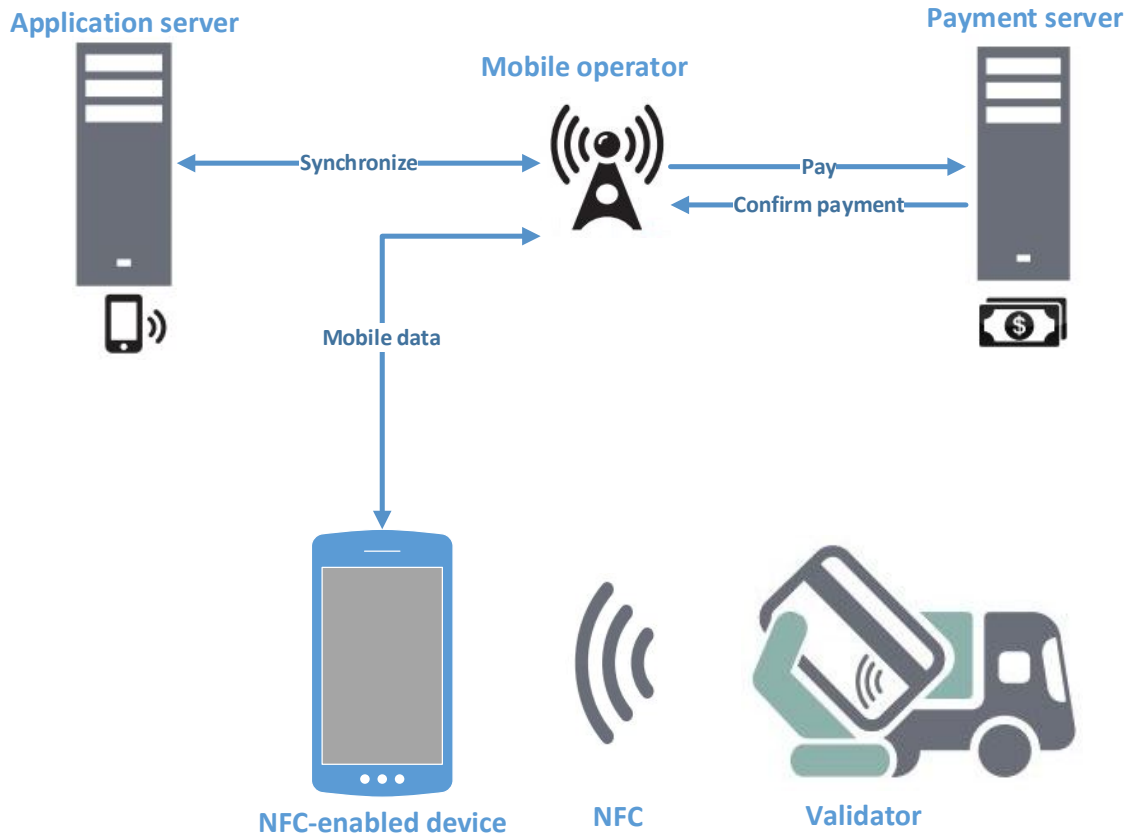 Application server
Payment server
Mobile operator
Synchronize
Pay
Confirm payment
$
Mobile data
NFC-enabled device
NFC
Validator